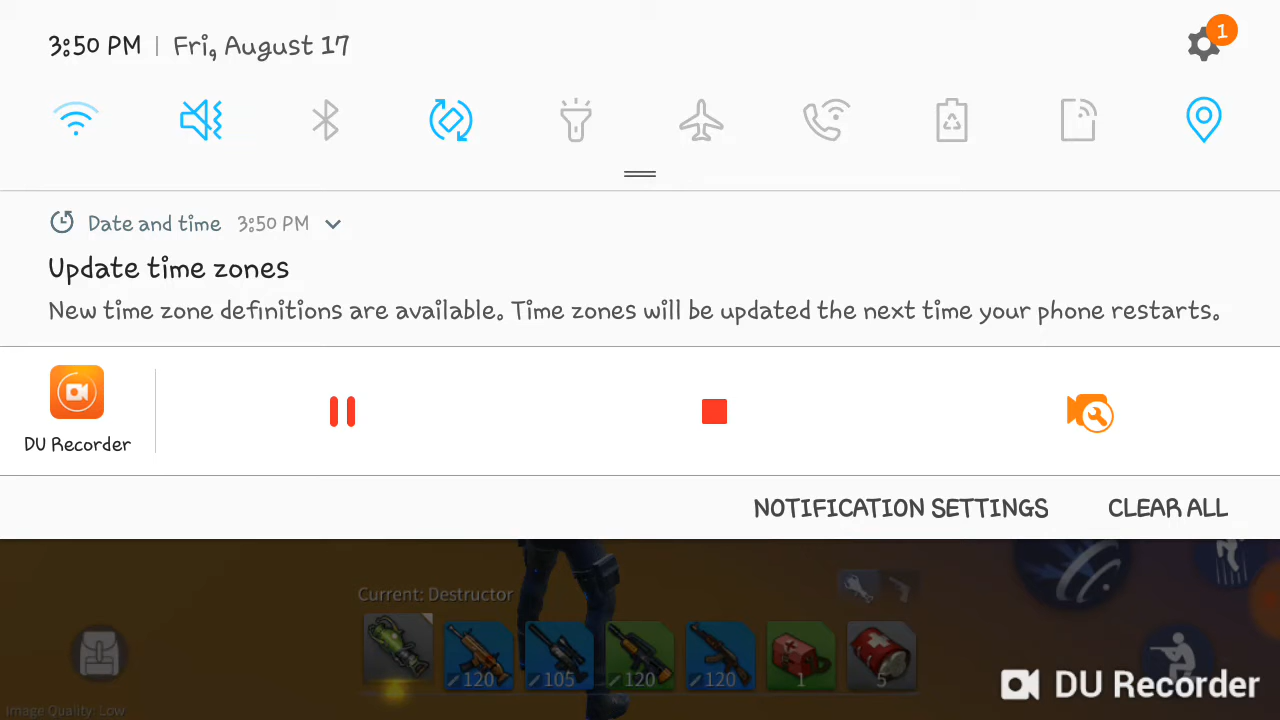 3:50 PM | Fri, August 17
1
Date and time 3:50 PM
Update time zones
New time zone definitions are available. Time zones will be updated the next time your phone restarts.
DU Recorder
NOTIFICATION SETTINGS CLEAR ALL
Current: Destructor
120 105 120 120 1 5
DU Recorder
Image Quality: Low